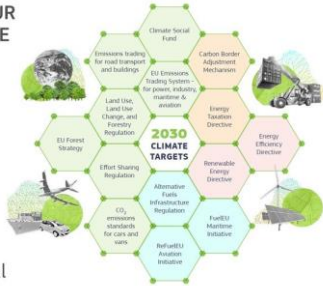 UR
E
Climate Social
Fund
Emissions trading
for road transport
and buildings
Carbon Border
Adjustment
Mechanism
EU Emissions
Trading System
for power, industry,
maritime &
aviation
Land Use,
Land Use
Change, and
Forestry
Regulation
Energy
Taxation
Directive
EU Forest
Strategy
2030
CLIMATE
TARGETS
Energy
Efficiency
Directive
Effort Sharing
Regulation
Renewable
Energy
Directive
Alternative
Fuels
Infrastructure
Regulation
CO₂
emissions
standards
for cars and
vans
FuelEU
Maritime
Initiative
ReFuelEU
Aviation
Initiative
l